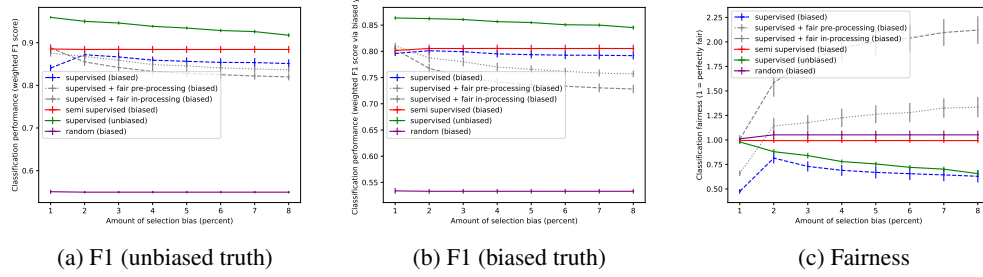 Classification performance (weighted F1 score)
0.9
0.8
0.7
0.6
supervised (biased)
supervised + fair pre-processing (biased)
supervised + fair in-processing (biased)
semi supervised (biased)
supervised (unbiased)
random (biased)
1 2 3 4 5 6 7 8
Amount of selection bias (percent)
(a) F1 (unbiased truth)
Classification performance (weighted F1 score via biased y
0.85
0.80
0.75
0.70
0.65
0.60
0.55
supervised (biased)
supervised + fair pre-processing (biased)
supervised + fair in-processing (biased)
semi supervised (biased)
supervised (unbiased)
random (biased)
1 2 3 4 5 6 7 8
Amount of selection bias (percent)
(b) F1 (biased truth)
Classification fairness (1 = perfectly fair)
2.25
2.00
1.75
1.50
1.25
1.00
0.75
0.50
supervised (biased)
supervised + fair pre-processing (biased)
supervised + fair in-processing (biased)
semi supervised (biased)
supervised (unbiased)
random (biased)
1 2 3 4 5 6 7 8
Amount of selection bias (percent)
(c) Fairness